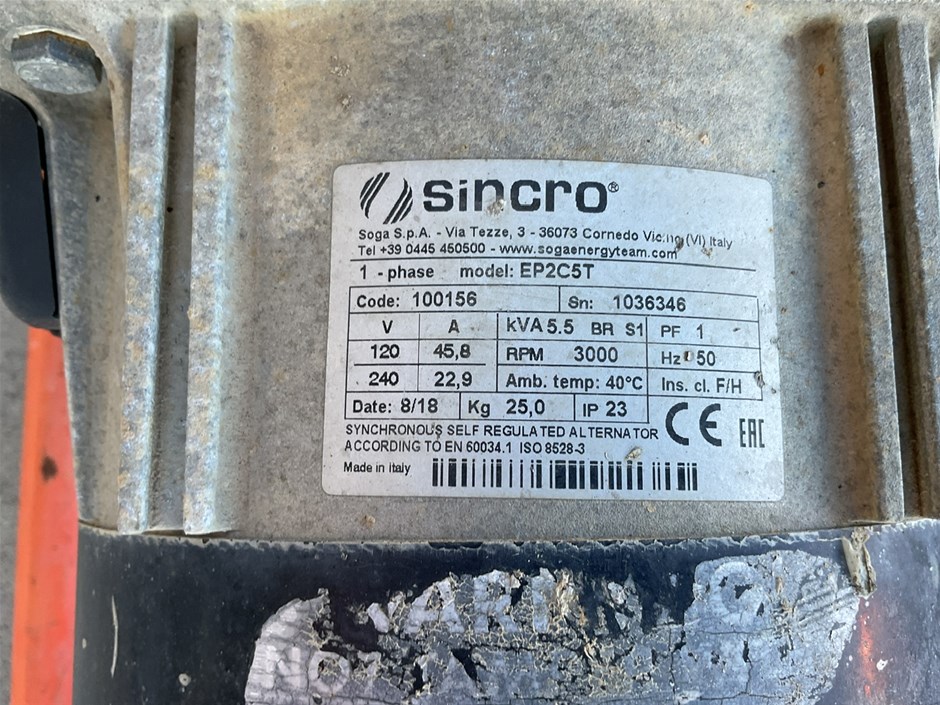 sincro®
Soga S.p.A. - Via Tezze, 3 - 36073 Cornedo (VI) Italy
Tel +39 0445 450500 - www.sogaenergyteam.com
1 - phase model: EP2C5T
Code: 100156 Sn: 1036346
V A kVA 5.5 BR S1 PF 1
120 45,8 RPM 3000 Hz 50
240 22,9 Amb. temp: 40°C Ins. cl. F/H
Date: 8/18 Kg 25,0 IP 23
CE EAC
SYNCHRONOUS SELF REGULATED ALTERNATOR
ACCORDING TO EN 60034.1 ISO 8528-3
Made in italy